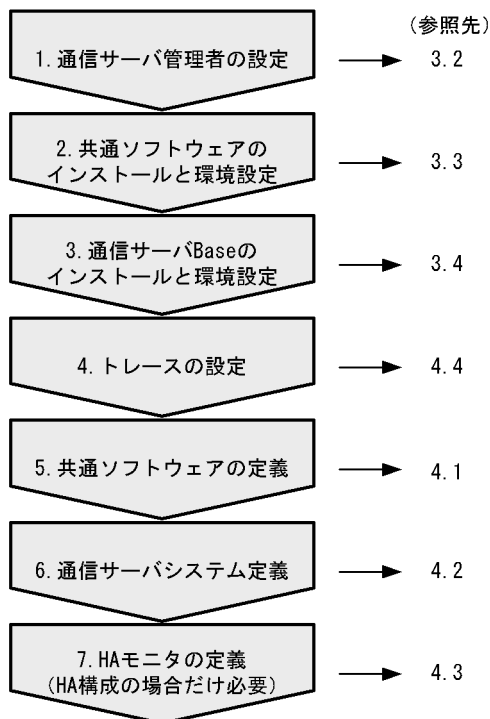 (参照先)
1. 通信サーバ管理者の設定
3.2
2. 共通ソフトウェアの
インストールと環境設定
3.3
3. 通信サーバBaseの
インストールと環境設定
3.4
4. トレースの設定
4.4
5. 共通ソフトウェアの定義
4.1
6. 通信サーバシステム定義
4.2
7. HAモニタの定義
(HA構成の場合だけ必要)
4.3